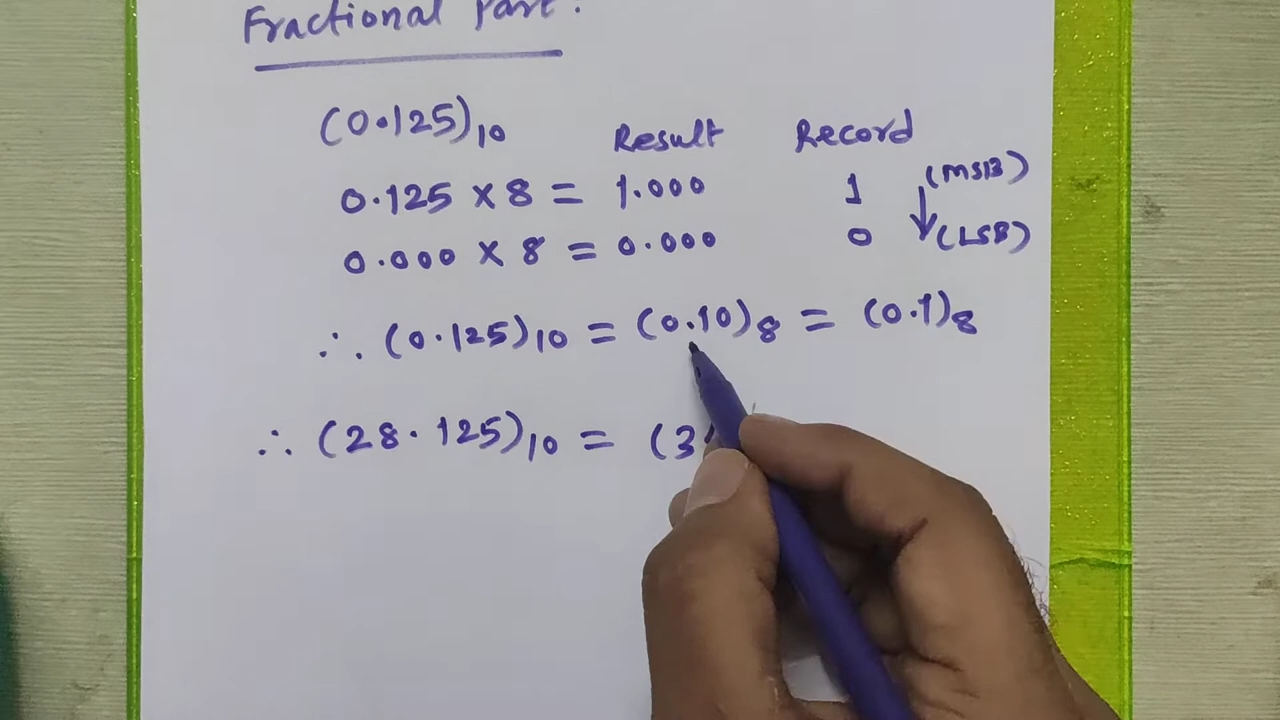 Fractional Part:
(0.125)10
Result Record
0.125 × 8 = 1.000 1 (MSB)
0.000 × 8 = 0.000 0 (LSB)
∴ (0.125)10 = (0.10)8 = (0.1)8
∴ (28.125)10 = (3